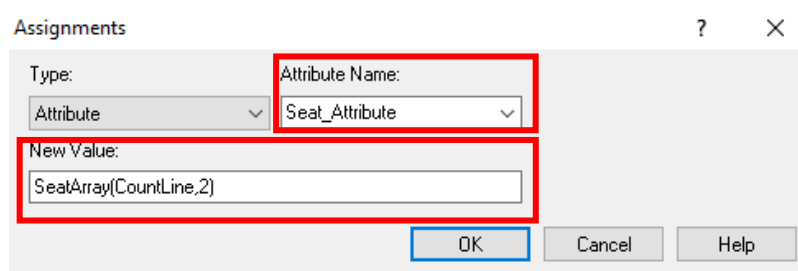 Assignments ?
Type: Attribute Name:
Attribute Seat_Attribute
New Value:
SeatArray(CountLine,2)
OK Cancel Help